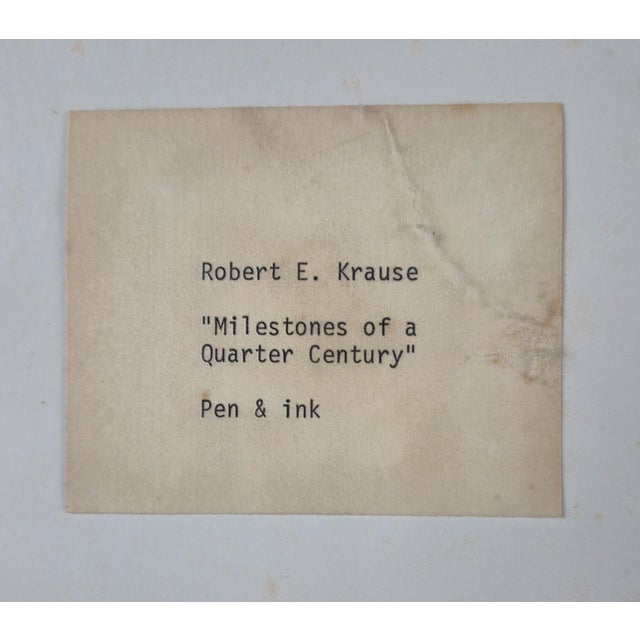 Robert E. Krause
"Milestones of a
Quarter Century"
Pen & ink